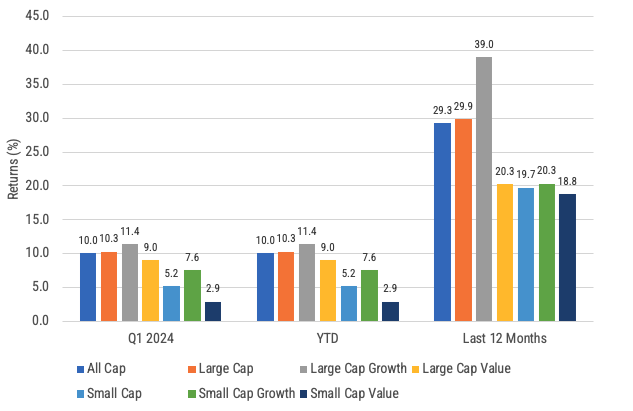 45.0
40.0
35.0
30.0
25.0
20.0
15.0
10.0
5.0
0.0
Returns (%)
10.0 10.3 11.4 9.0 5.2 7.6 2.9
10.0 10.3 11.4 9.0 5.2 7.6 2.9
29.3 29.9 39.0 20.3 19.7 20.3 18.8
Q1 2024 YTD Last 12 Months
All Cap Large Cap Large Cap Growth Large Cap Value
Small Cap Small Cap Growth Small Cap Value